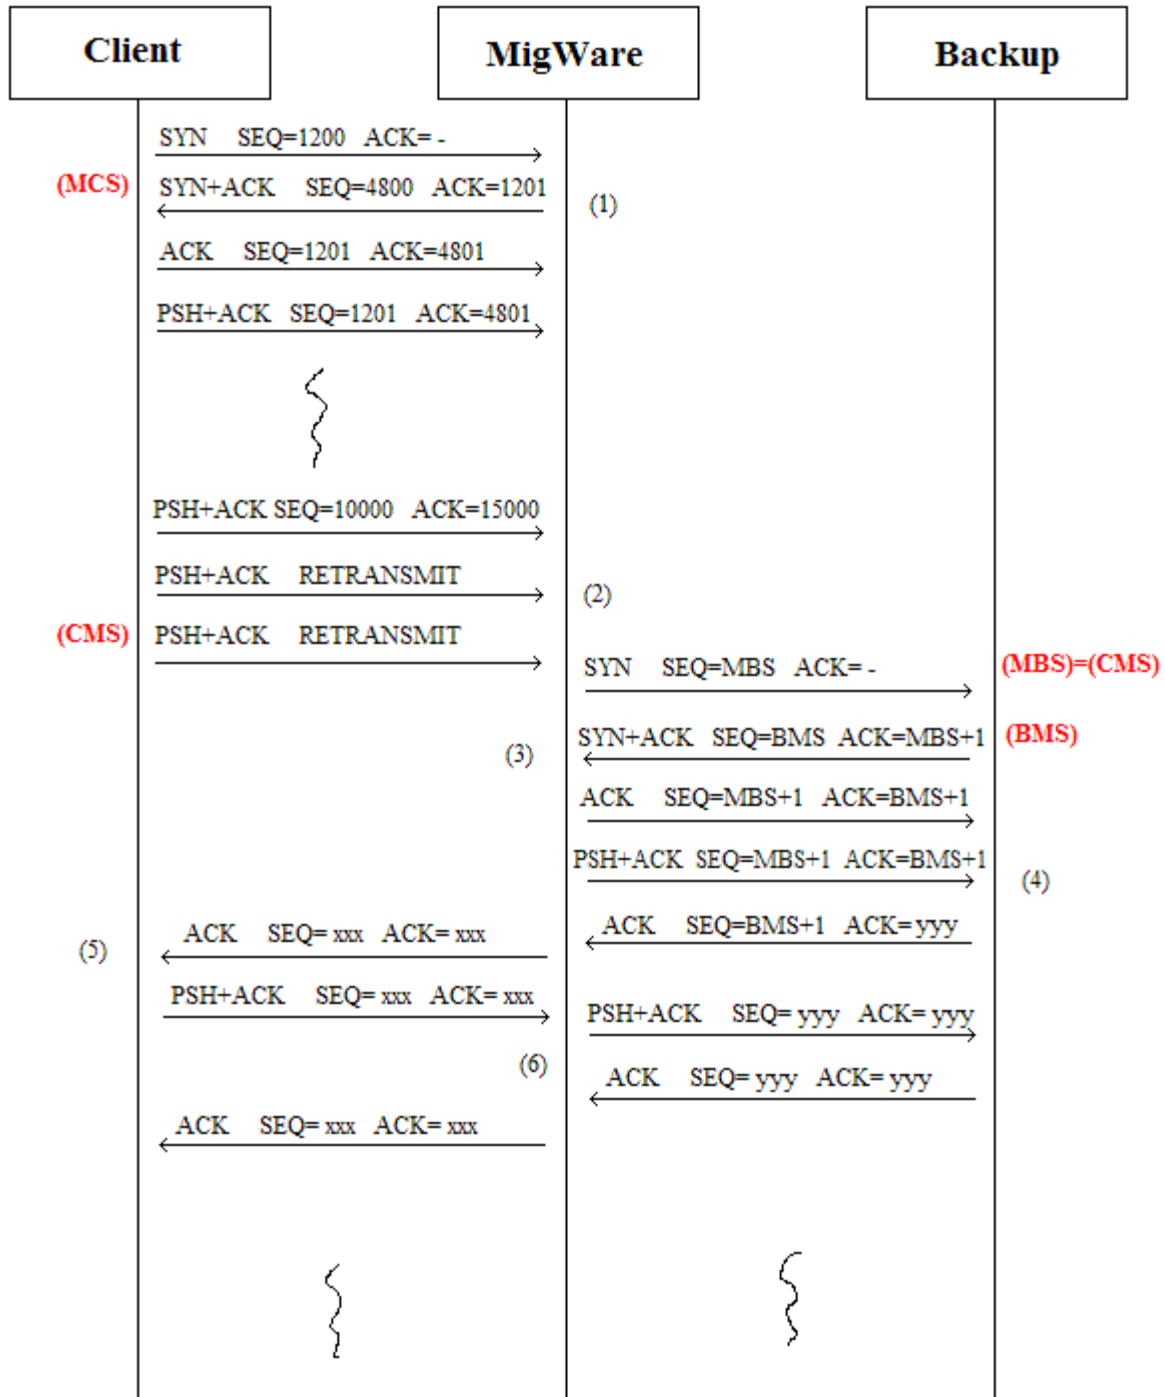 Client MigWare Backup
SYN SEQ=1200 ACK= -
(MCS) SYN+ACK SEQ=4800 ACK=1201
(1)
ACK SEQ=1201 ACK=4801
PSH+ACK SEQ=1201 ACK=4801
PSH+ACK SEQ=10000 ACK=15000
PSH+ACK RETRANSMIT
(2)
(CMS) PSH+ACK RETRANSMIT
SYN SEQ=MBS ACK= - (MBS)=(CMS)
SYN+ACK SEQ=BMS ACK=MBS+1 (BMS)
(3)
ACK SEQ=MBS+1 ACK=BMS+1
PSH+ACK SEQ=MBS+1 ACK=BMS+1
(4)
ACK SEQ=BMS+1 ACK= yyy
ACK SEQ= xxx ACK= xxx
(5)
PSH+ACK SEQ= xxx ACK= xxx
PSH+ACK SEQ= yyy ACK= yyy
(6)
ACK SEQ= yyy ACK= yyy
ACK SEQ= xxx ACK= xxx